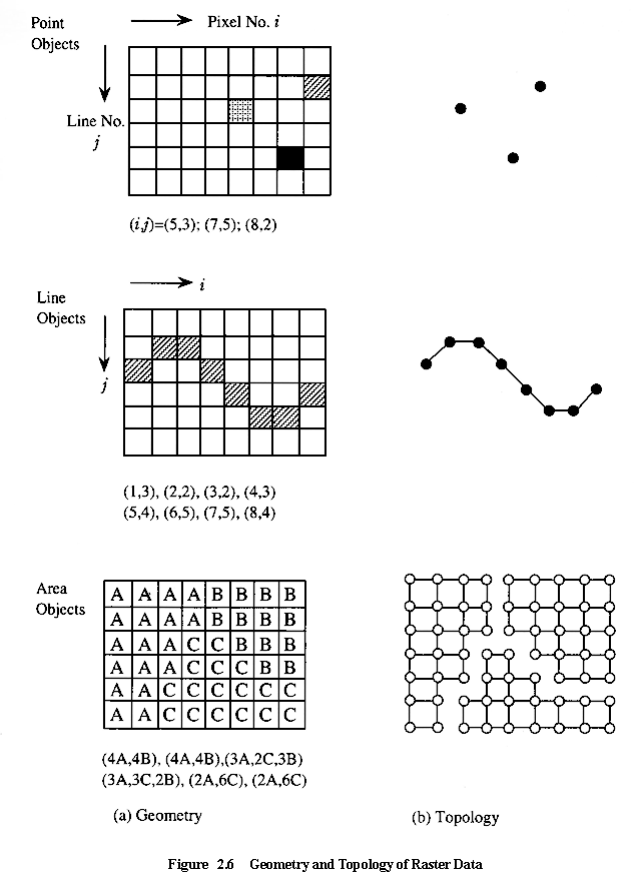 Point Objects
Pixel No. i
Line No. j
(i,j)=(5,3); (7,5); (8,2)
Line Objects
i
j
(1,3), (2,2), (3,2), (4,3)
(5,4), (6,5), (7,5), (8,4)
Area Objects
A A A A B B B B
A A A A B B B B
A A A C C B B B
A A A C C C B B
A A C C C C C C
A A C C C C C C
(4A,4B), (4A,4B),(3A,2C,3B)
(3A,3C,2B), (2A,6C), (2A,6C)
(a) Geometry
(b) Topology
Figure 2.6 Geometry and Topology of Raster Data